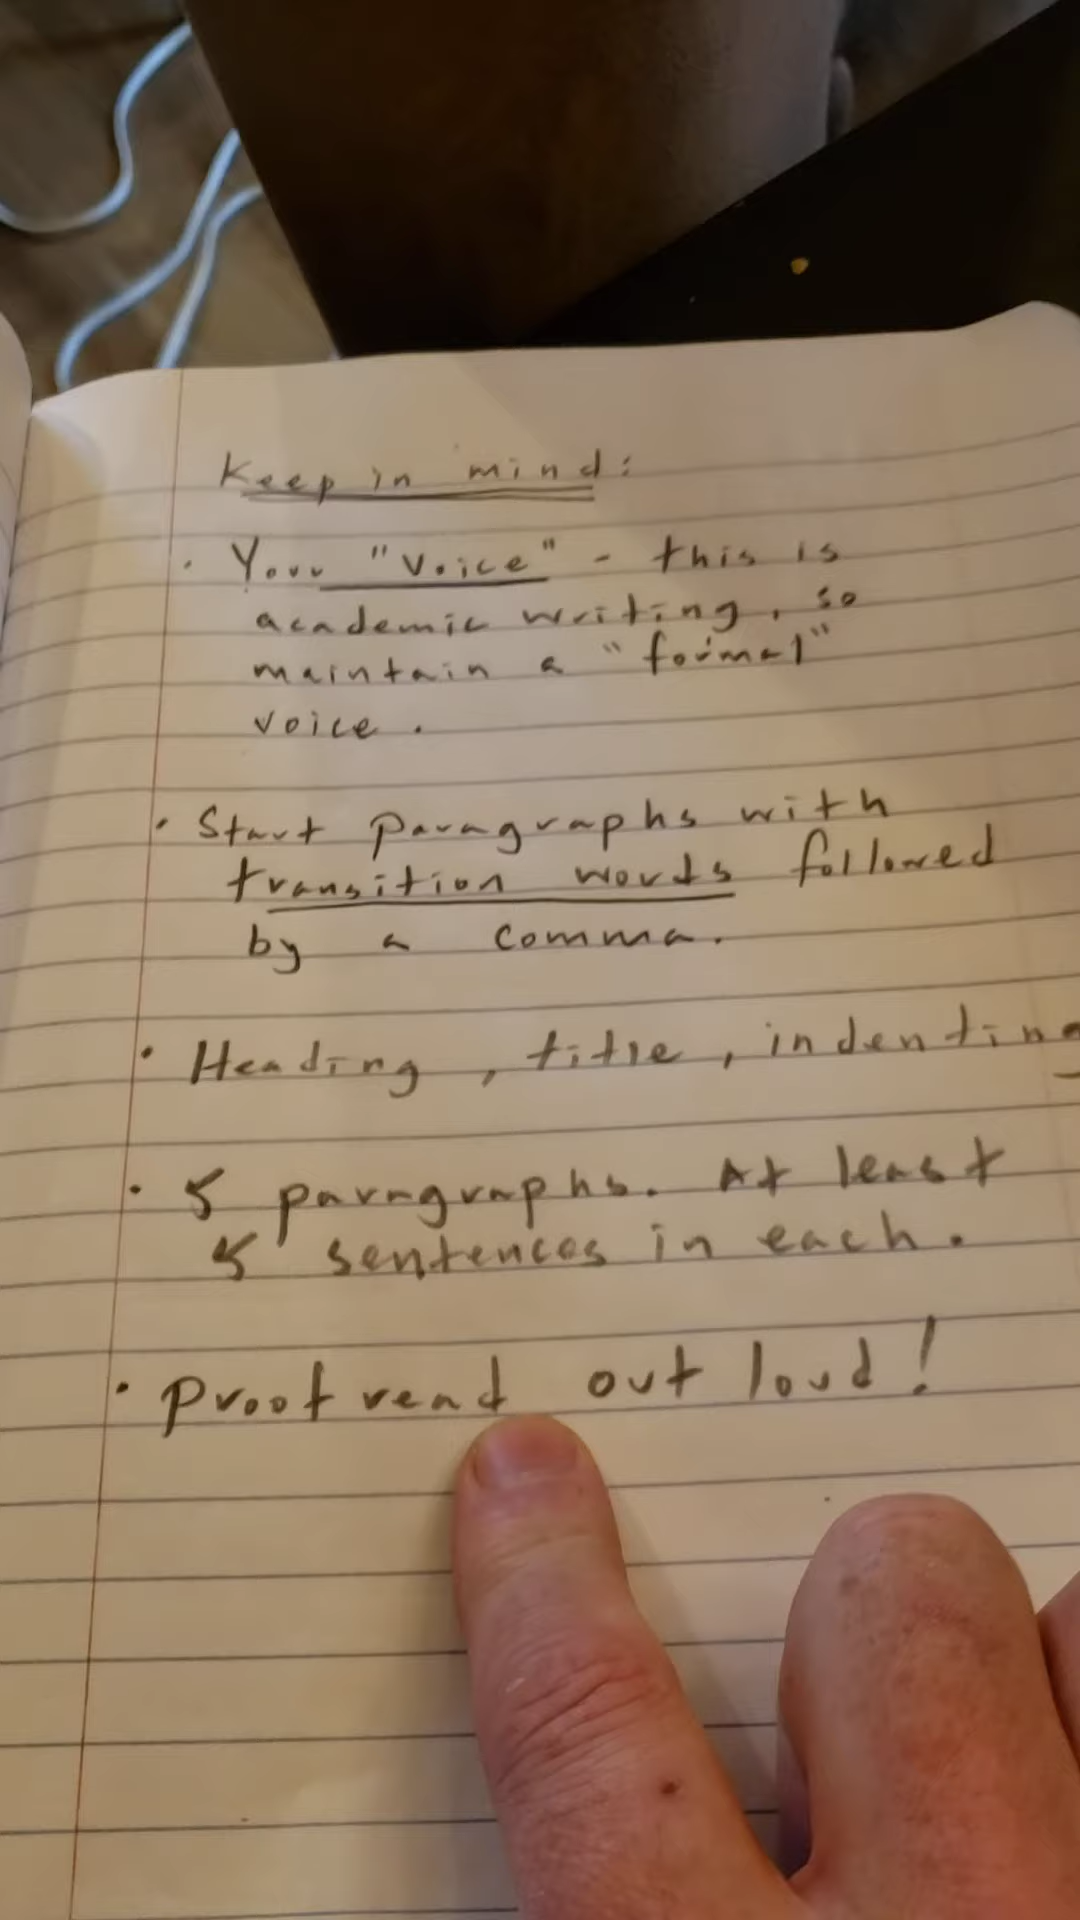 Keep in mind:
· Your "Voice" - this is
academic writing, so
maintain a "formal"
voice.
· Start paragraphs with
transition words followed
by a comma.
· Heading, title, indenting
· 5 paragraphs. At least
5 sentences in each.
· Proofread out loud!